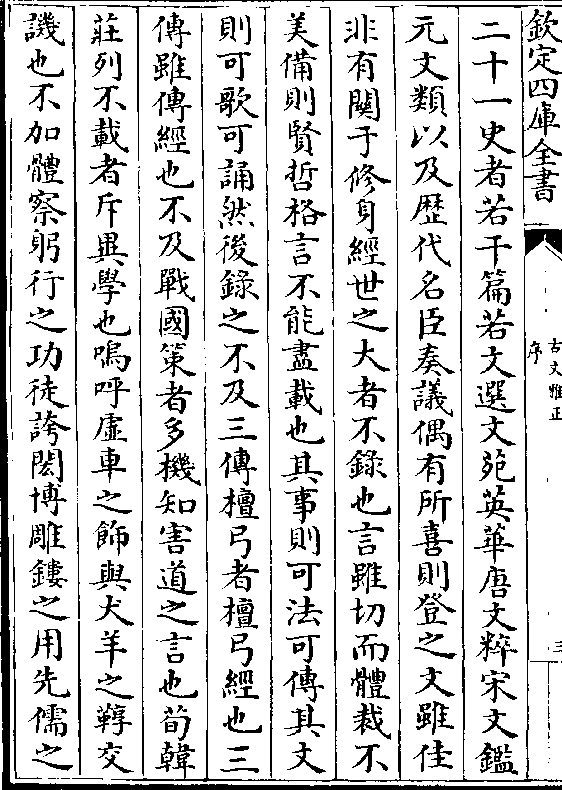 欽定四庫全書
古文雅正
序
三
二十一史者若干篇若文選文苑英華唐文粹宋文鑑
元文類以及歴代名臣奏議偶有所喜則登之文雖佳
非有關于修身經世之大者不錄也言雖切而體裁不
美備則賢哲格言不能盡載也其事則可法可傳其文
則可歌可誦然後錄之不及三傳檀弓者檀弓經也三
傳雖傳經也不及戰國策者多機知害道之言也荀韓
莊列不載者斥異學也嗚呼虛車之飾與犬羊之鞟交
譏也不加體察躬行之功徒誇閎博雕鏤之用先儒之